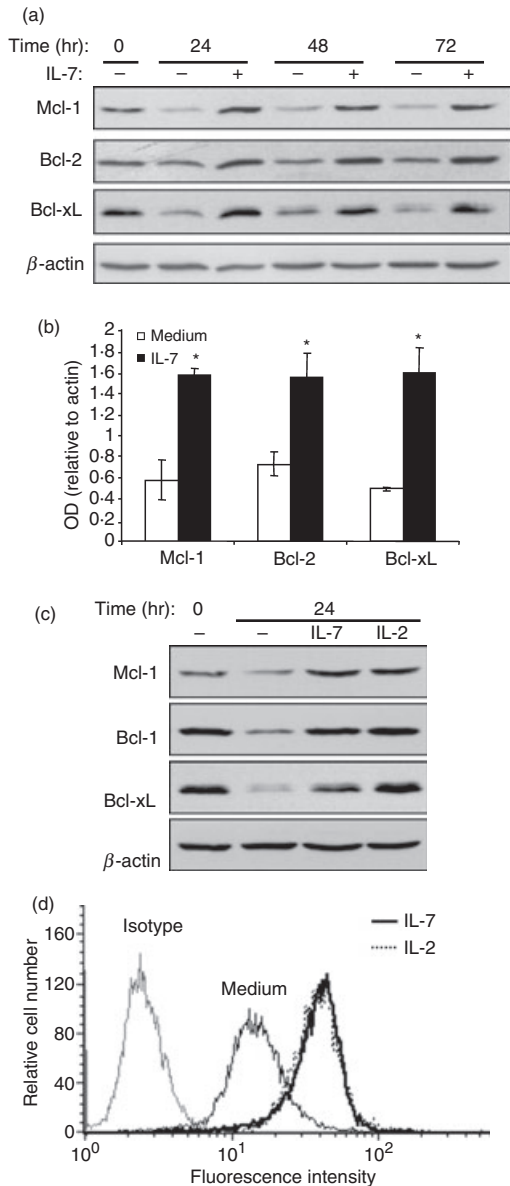 (a)
Time (hr): 0 24 48 72
IL-7: – – + – + – +
Mcl-1
Bcl-2
Bcl-xL
β-actin
(b)
2
1·8
1·6
1·4
1·2
1
0·8
0·6
0·4
0·2
0
OD (relative to actin)
Medium
IL-7
* * *
Mcl-1 Bcl-2 Bcl-xL
(c)
Time (hr): 0 24
– – IL-7 IL-2
Mcl-1
Bcl-1
Bcl-xL
β-actin
(d)
Relative cell number
160
120
80
40
0
Isotype
Medium
IL-7
IL-2
10⁰ 10¹ 10²
Fluorescence intensity